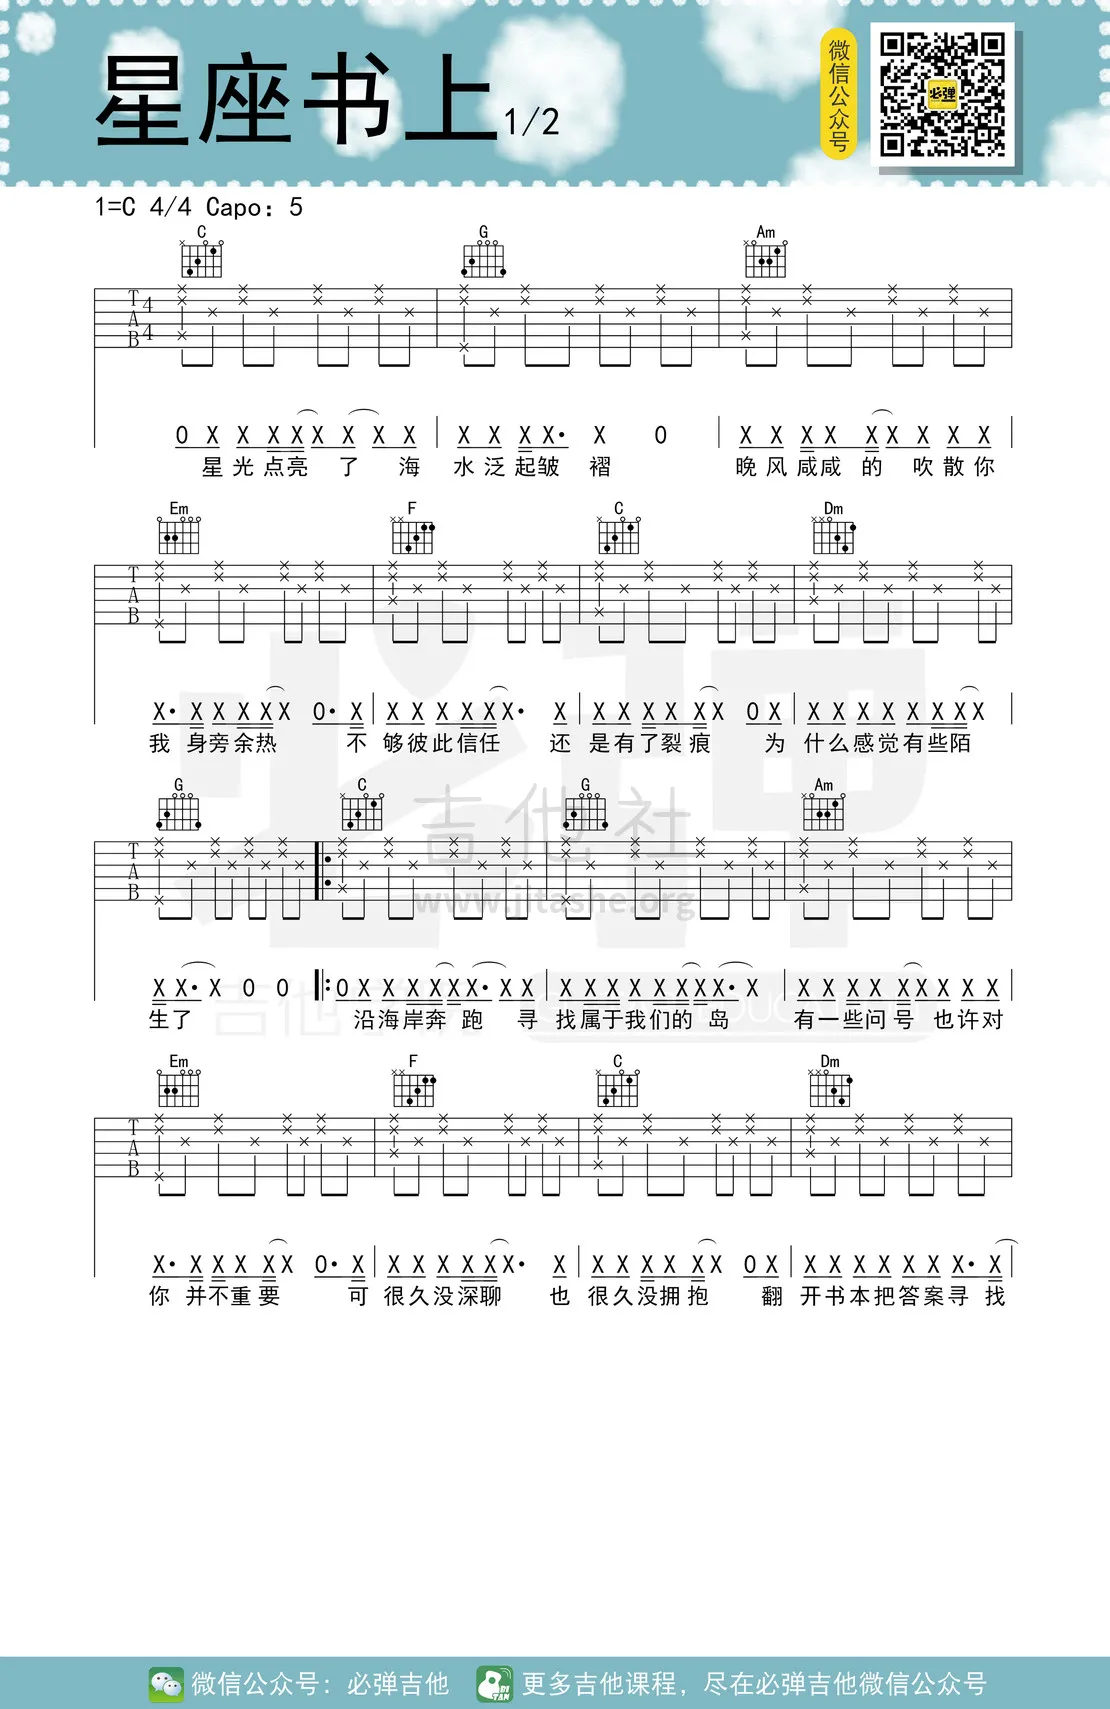 星座书上1/2
微信公众号
必弹
1=C 4/4 Capo: 5
C G Am
T 4
A
B 4
0 X X X X X X X X X X X X· X 0 X X X X X X X X X
星光点亮了海 水泛起皱褶 晚风咸咸的吹散你
Em F C Dm
T
A
B
X· X X X X X 0· X X X X X X X· X X X X X X X 0 X X X X X X X X X
我身旁余热 不够彼此信任 还是有了裂痕 为什么感觉有些陌
G C G Am
T
A
B
X X· X 0 0 0 X X X X X X· X X X X X X X X X X· X X X X X X X X X X
生了 沿海岸奔跑 寻找属于我们的岛 有一些问号 也许对
Em F C Dm
T
A
B
X· X X X X X 0· X X X X X X X· X X X X X X X 0 X X X X X X X· X
你并不重要 可很久没深聊 也很久没拥抱 翻开书本把答案寻找
吉他社
www.jitashe.org
微信公众号：必弹吉他
更多吉他课程，尽在必弹吉他微信公众号